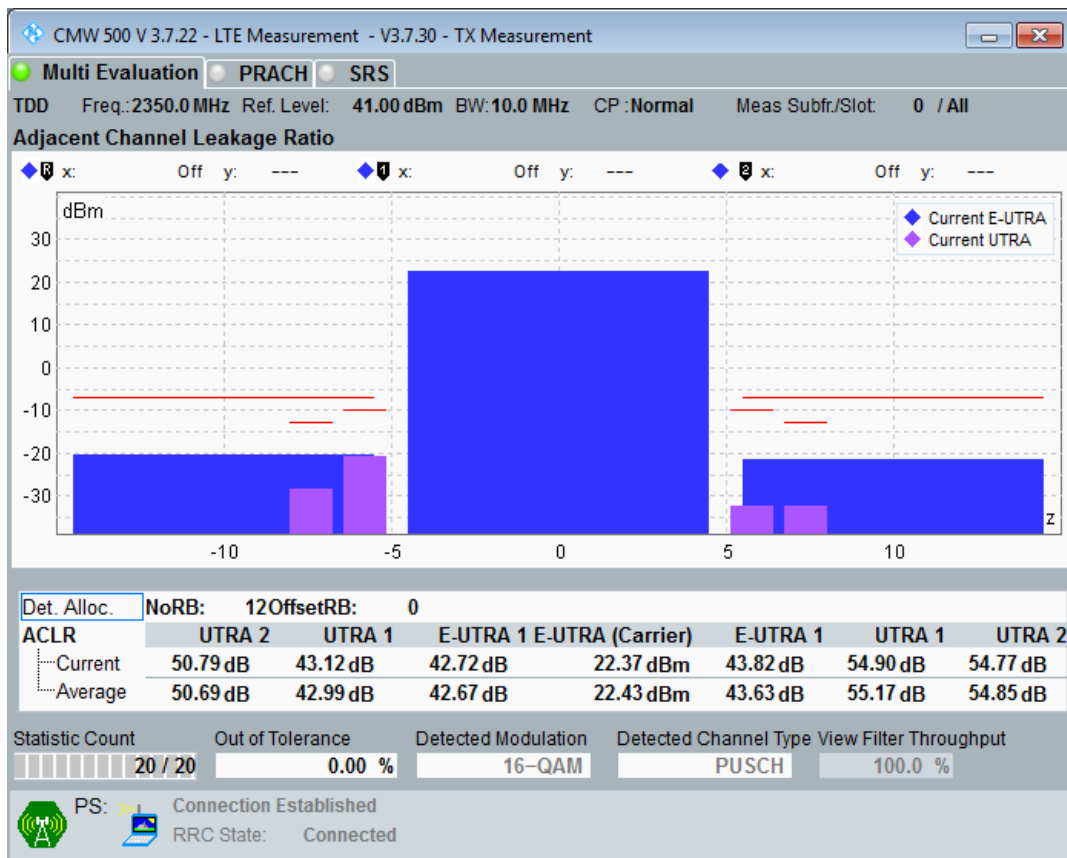 CMW 500 V 3.7.22 - LTE Measurement - V3.7.30 - TX Measurement
Multi Evaluation PRACH SRS
TDD Freq.: 2350.0 MHz Ref. Level: 41.00 dBm BW: 10.0 MHz CP : Normal Meas Subfr./Slot: 0 / All
Adjacent Channel Leakage Ratio
R x: Off y: --- 1 x: Off y: --- 2 x: Off y: ---
dBm
Current E-UTRA
Current UTRA
30
20
10
0
-10
-20
-30
z
-10 -5 0 5 10
Det. Alloc. NoRB: 12 OffsetRB: 0
ACLR UTRA 2 UTRA 1 E-UTRA 1 E-UTRA (Carrier) E-UTRA 1 UTRA 1 UTRA 2
Current 50.79 dB 43.12 dB 42.72 dB 22.37 dBm 43.82 dB 54.90 dB 54.77 dB
Average 50.69 dB 42.99 dB 42.67 dB 22.43 dBm 43.63 dB 55.17 dB 54.85 dB
Statistic Count Out of Tolerance Detected Modulation Detected Channel Type View Filter Throughput
20 / 20 0.00 % 16-QAM PUSCH 100.0 %
PS: Connection Established
RRC State: Connected